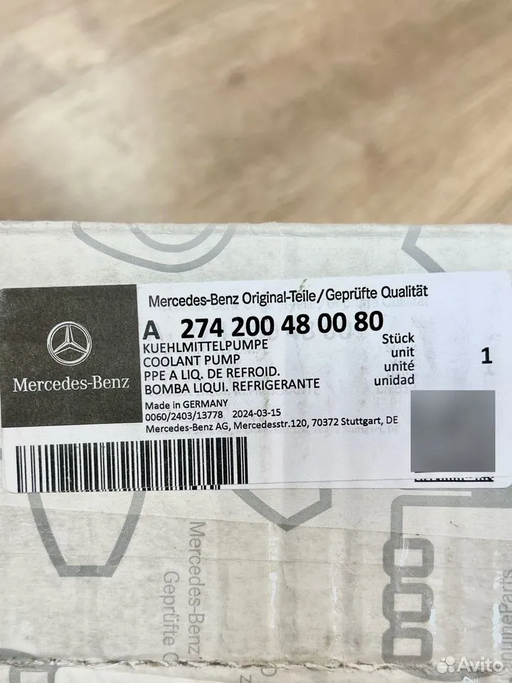 Mercedes-Benz Original-Teile/Geprüfte Qualität
A 274 200 48 00 80
KUEHLMITTELPUMPE
COOLANT PUMP
PPE A LIQ. DE REFROID.
BOMBA LIQUI. REFRIGERANTE
Stück
unit
unité
unidad
1
Made in GERMANY
0060/2403/13778 2024-03-15
Mercedes-Benz AG, Mercedesstr.120, 70372 Stuttgart, DE
Mercedes-Benz
Mercedes-Benz
Geprüfte
Avito